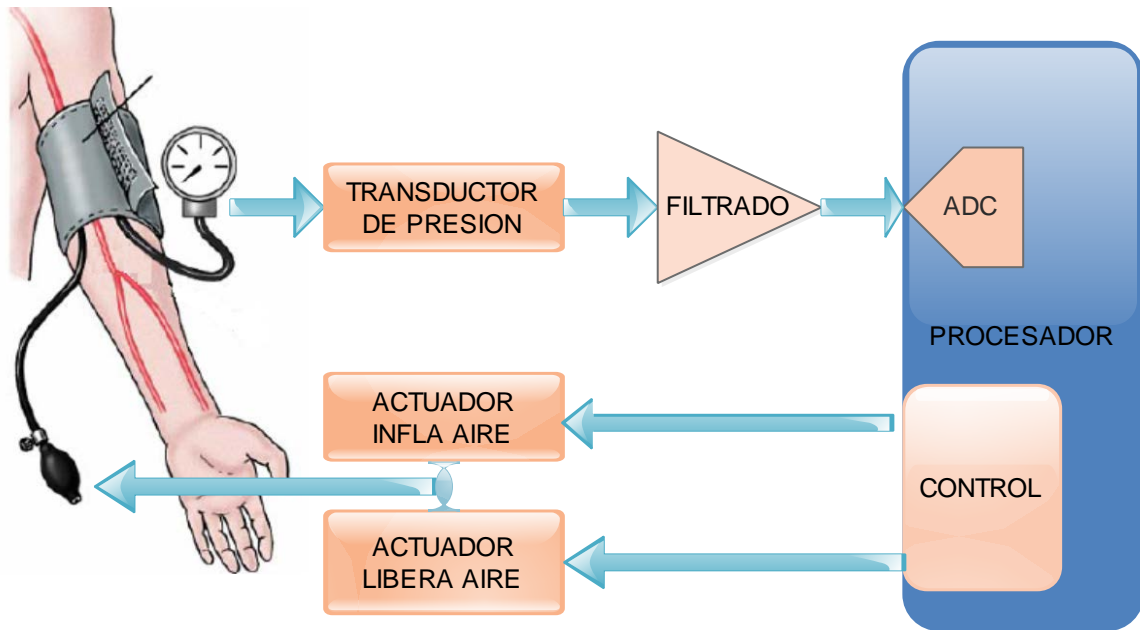 TRANSDUCTOR
DE PRESION
FILTRADO
ADC
PROCESADOR
ACTUADOR
INFLA AIRE
CONTROL
ACTUADOR
LIBERA AIRE